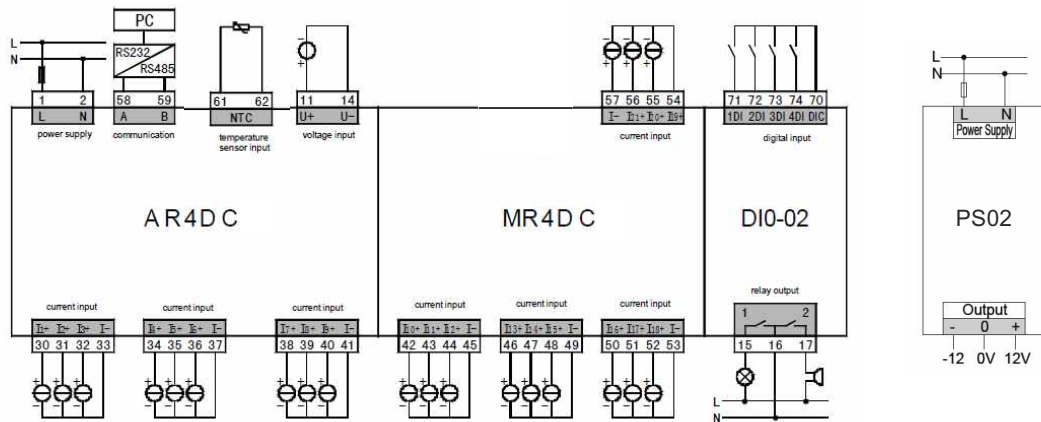 PC
L
N
RS232
RS485
1 2
L N
power supply
58 59
A B
communication
61 62
NTC
temperature
sensor input
11 14
U+ U-
voltage input
57 56 55 54
I- I21+ I20+ I19+
current input
71 72 73 74 70
1DI 2DI 3DI 4DI DIC
digital input
L
N
L N
Power Supply
AR4DC
MR4DC
DI0-02
PS02
current input
I1+ I2+ I3+ I-
30 31 32 33
current input
I4+ I5+ I6+ I-
34 35 36 37
current input
I7+ I8+ I9+ I-
38 39 40 41
current input
I10+ I11+ I12+ I-
42 43 44 45
current input
I13+ I14+ I15+ I-
46 47 48 49
current input
I16+ I17+ I18+ I-
50 51 52 53
relay output
1 2
15 16 17
L
N
Output
- 0 +
-12 0V 12V